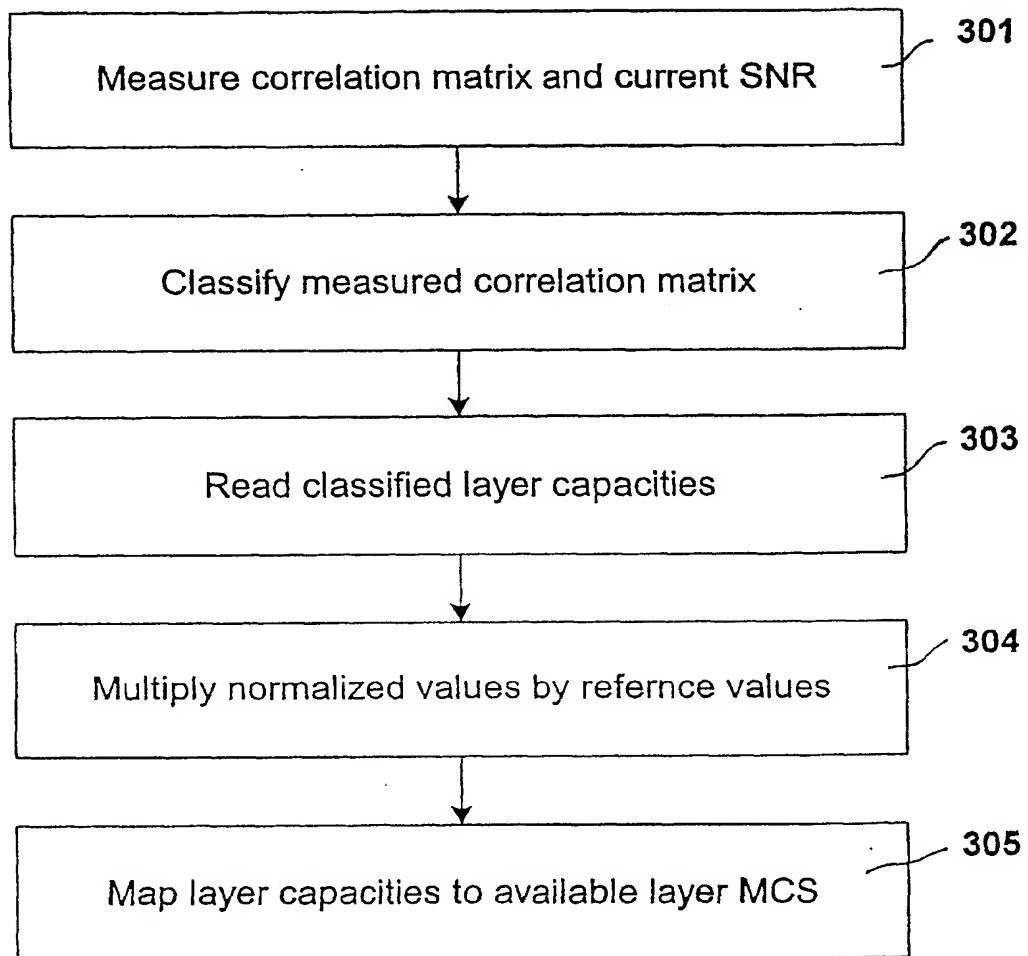 301
Measure correlation matrix and current SNR
302
Classify measured correlation matrix
303
Read classified layer capacities
304
Multiply normalized values by refernce values
305
Map layer capacities to available layer MCS